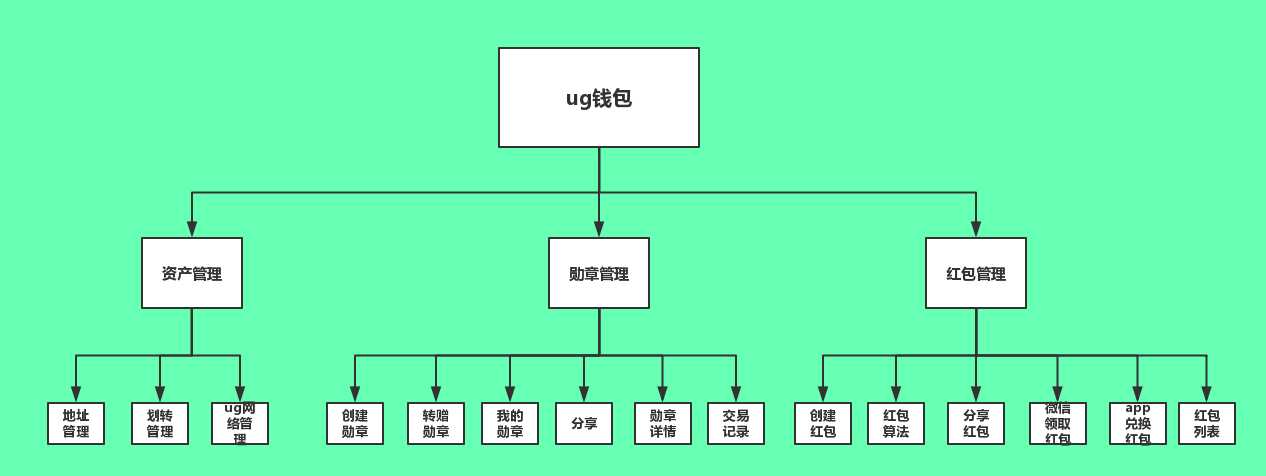 ug钱包
资产管理
勋章管理
红包管理
地址
管理
划转
管理
ug网
络管
理
创建
勋章
转赠
勋章
我的
勋章
分享
勋章
详情
交易
记录
创建
红包
红包
算法
分享
红包
微信
领取
红包
app
兑换
红包
红包
列表